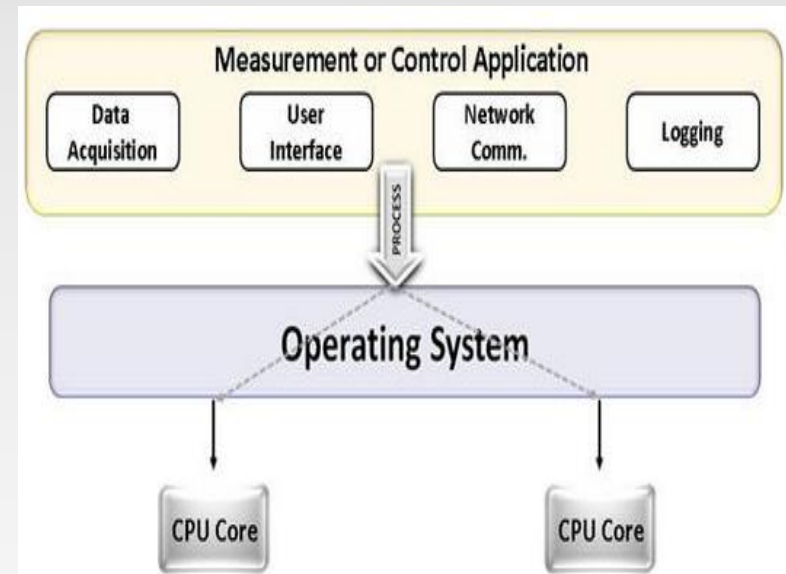 Measurement or Control Application
Data
Acquisition
User
Interface
Network
Comm.
Logging
PROCESS
Operating System
CPU Core
CPU Core